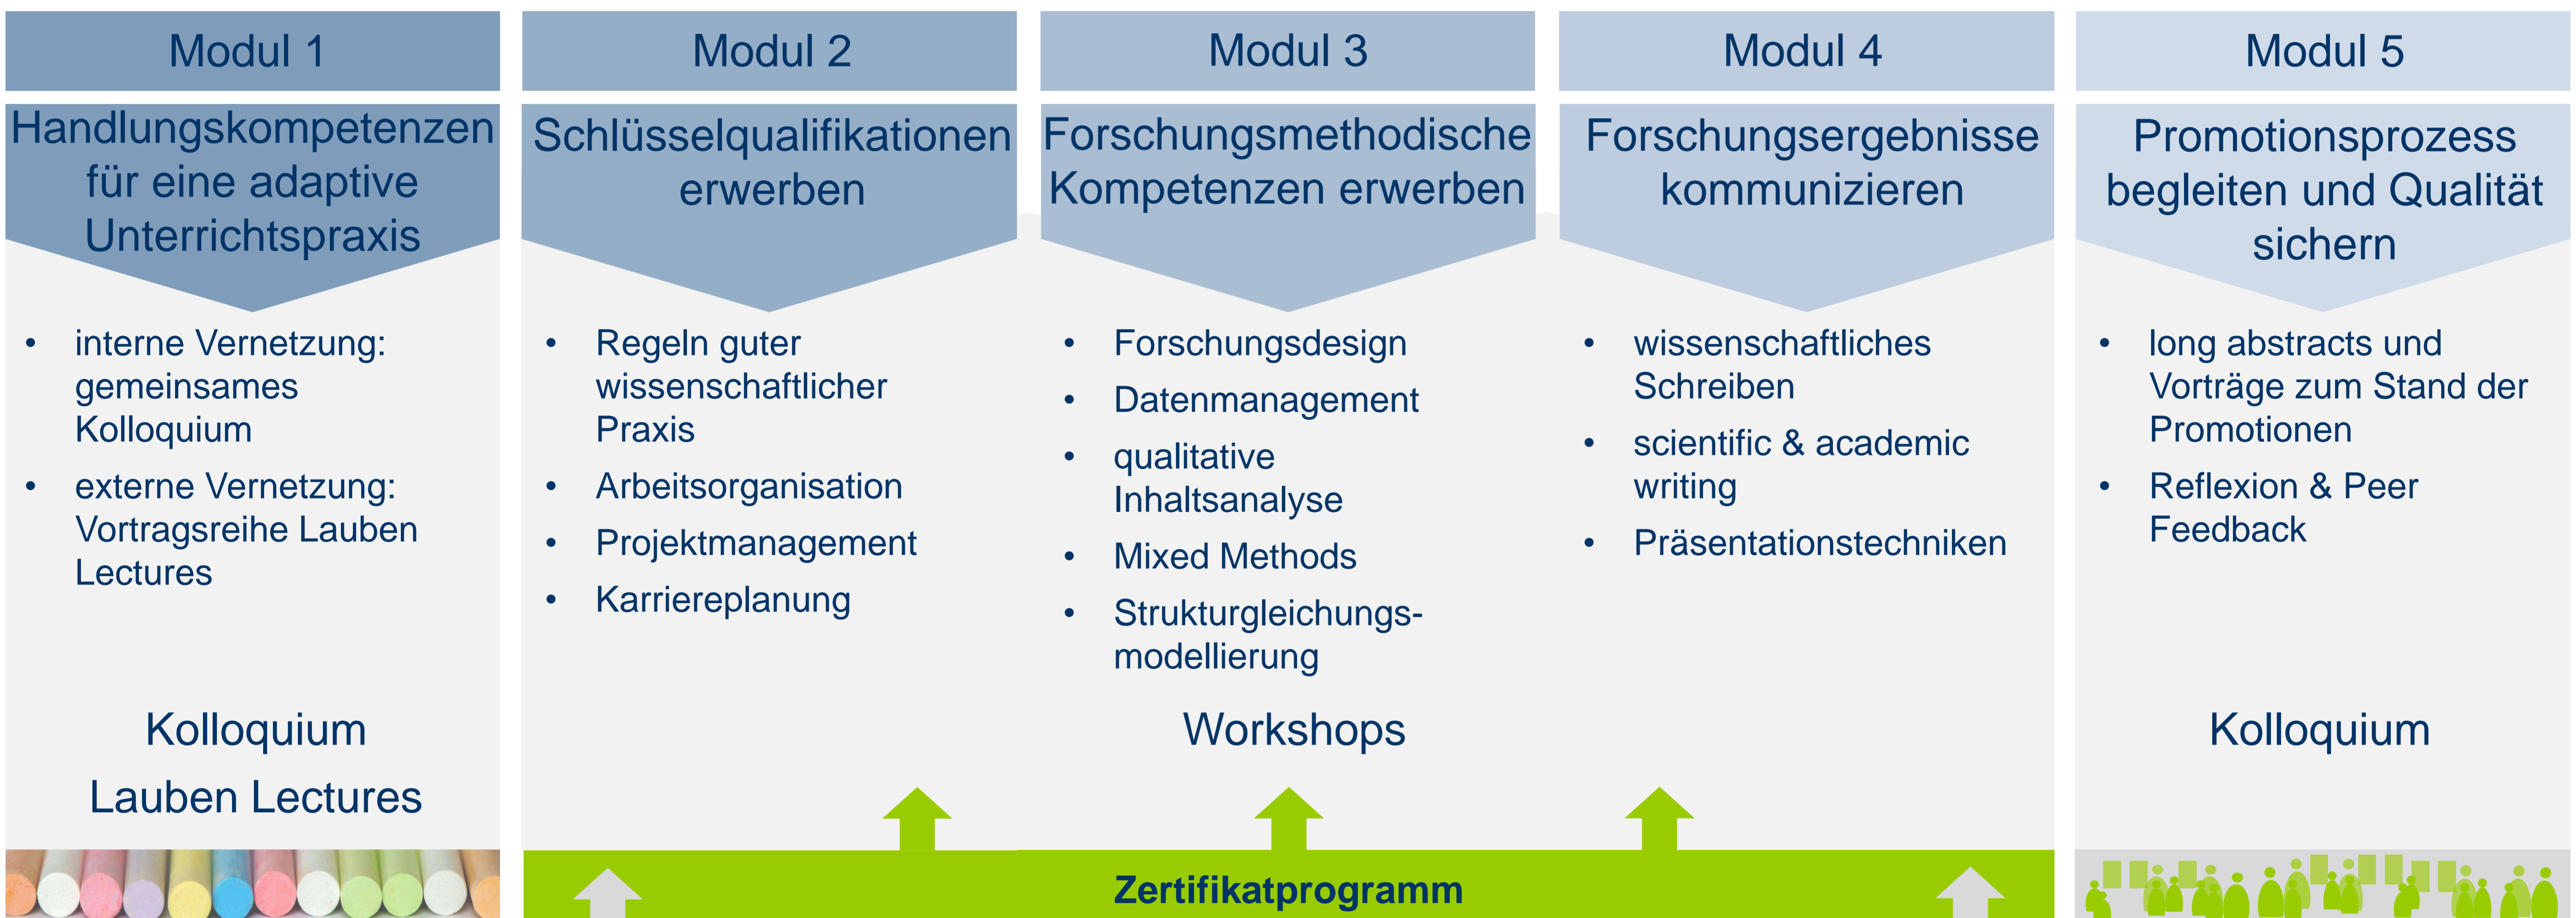 Modul 1
Handlungskompetenzen
für eine adaptive
Unterrichtspraxis
• interne Vernetzung:
gemeinsames
Kolloquium
• externe Vernetzung:
Vortragsreihe Lauben
Lectures
Kolloquium
Lauben Lectures
Modul 2
Schlüsselqualifikationen
erwerben
• Regeln guter
wissenschaftlicher
Praxis
• Arbeitsorganisation
• Projektmanagement
• Karriereplanung
Modul 3
Forschungsmethodische
Kompetenzen erwerben
• Forschungsdesign
• Datenmanagement
• qualitative
Inhaltsanalyse
• Mixed Methods
• Strukturgleichungs-
modellierung
Modul 4
Forschungsergebnisse
kommunizieren
• wissenschaftliches
Schreiben
• scientific & academic
writing
• Präsentationstechniken
Workshops
Zertifikatprogramm
Modul 5
Promotionsprozess
begleiten und Qualität
sichern
• long abstracts und
Vorträge zum Stand der
Promotionen
• Reflexion & Peer
Feedback
Kolloquium